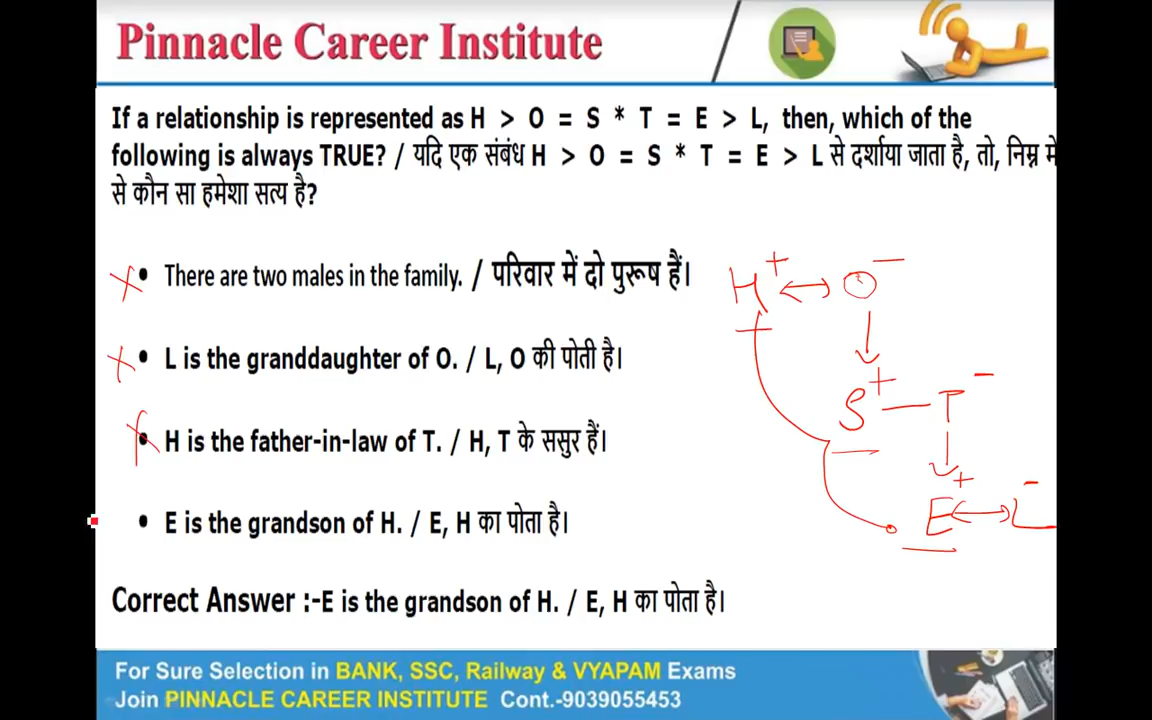 Pinnacle Career Institute
If a relationship is represented as H > O = S * T = E > L, then, which of the
following is always TRUE? / यदि एक संबंध H > O = S * T = E > L से दर्शाया जाता है, तो, निम्न में
से कौन सा हमेशा सत्य है?
• There are two males in the family. / परिवार में दो पुरूष हैं।
• L is the granddaughter of O. / L, O की पोती है।
• H is the father-in-law of T. / H, T के ससुर हैं।
• E is the grandson of H. / E, H का पोता है।
Correct Answer :-E is the grandson of H. / E, H का पोता है।
H + ↔ O −
S + — T −
E + ↔ L −
For Sure Selection in BANK, SSC, Railway & VYAPAM Exams
Join PINNACLE CAREER INSTITUTE Cont.-9039055453